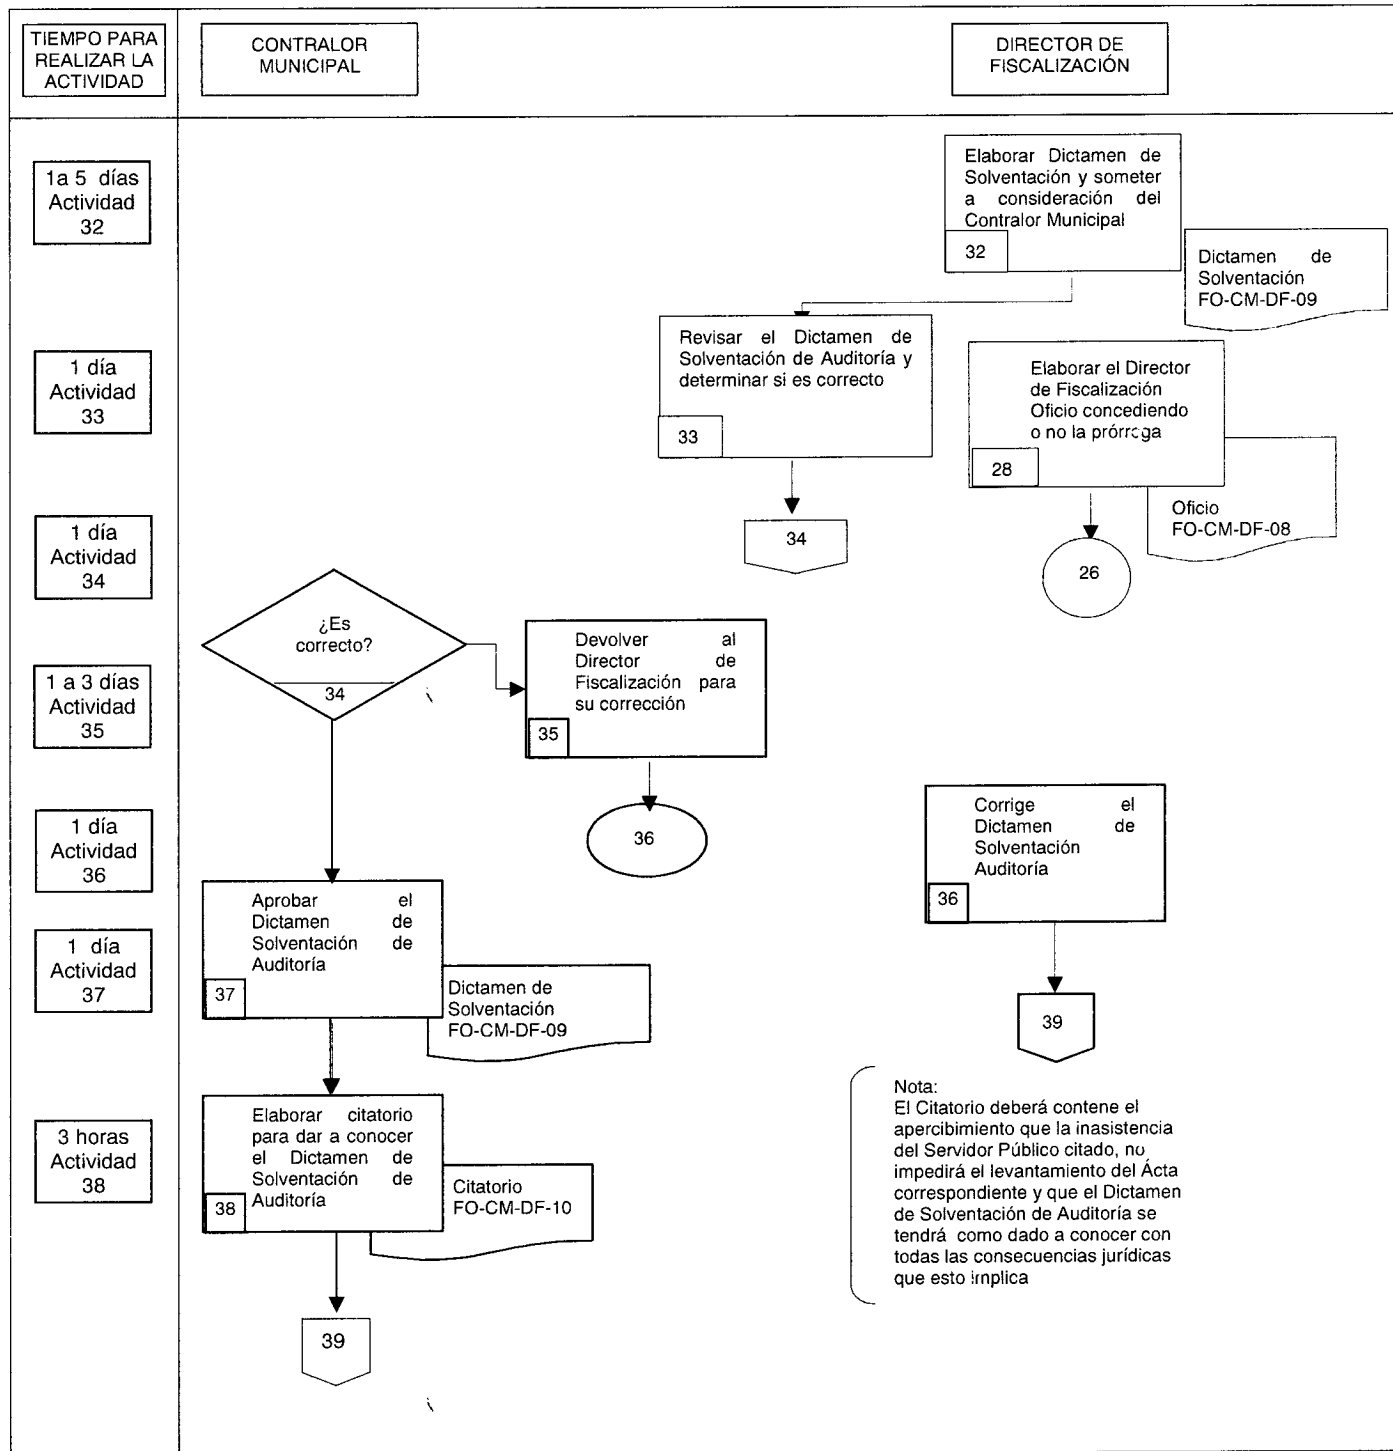 TIEMPO PARA
REALIZAR LA
ACTIVIDAD
CONTRALOR
MUNICIPAL
DIRECTOR DE
FISCALIZACIÓN
1a 5 días
Actividad
32
Elaborar Dictamen de
Solventación y someter
a consideración del
Contralor Municipal
32
Dictamen de
Solventación
FO-CM-DF-09
1 día
Actividad
33
Revisar el Dictamen de
Solventación de Auditoría y
determinar si es correcto
33
Elaborar el Director
de Fiscalización
Oficio concediendo
o no la prórroga
28
Oficio
FO-CM-DF-08
1 día
Actividad
34
34
26
¿Es
correcto?
34
Devolver al
Director de
Fiscalización para
su corrección
35
1 a 3 días
Actividad
35
36
Corrige el
Dictamen de
Solventación
Auditoría
36
1 día
Actividad
36
Aprobar el
Dictamen de
Solventación de
Auditoría
37
Dictamen de
Solventación
FO-CM-DF-09
1 día
Actividad
37
39
Elaborar citatorio
para dar a conocer
el Dictamen de
Solventación de
Auditoría
38
Citatorio
FO-CM-DF-10
3 horas
Actividad
38
Nota:
El Citatorio deberá contene el
apercibimiento que la inasistencia
del Servidor Público citado, no
impedirá el levantamiento del Ácta
correspondiente y que el Dictamen
de Solventación de Auditoría se
tendrá como dado a conocer con
todas las consecuencias jurídicas
que esto implica
39